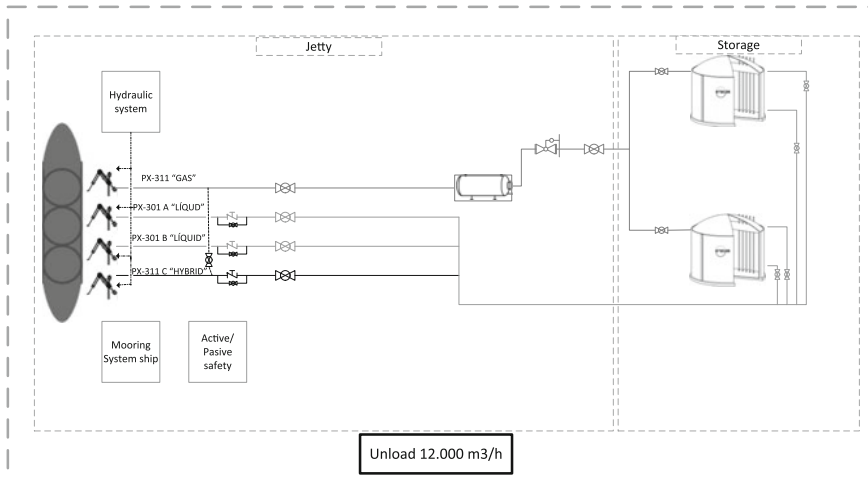 Jetty
Storage
Hydraulic
system
PX-311 “GAS”
PX-301 A “LÍQUD”
PX-301 B “LÍQUID”
PX-311 C “HYBRID”
Mooring
System ship
Active/
Pasive
safety
Unload 12.000 m3/h